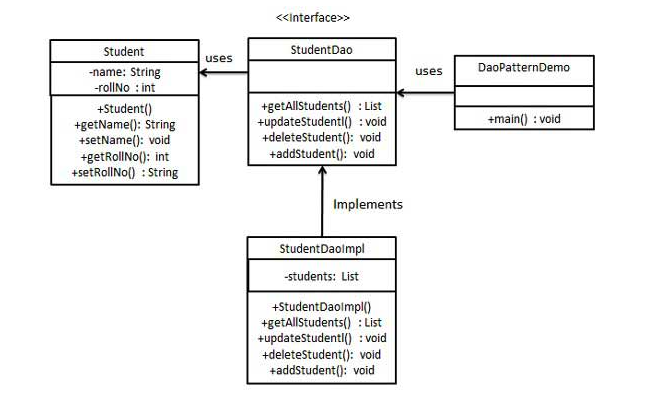 <<Interface>>
Student
-name: String
-rollNo : int
+Student()
+getName(): String
+setName(): void
+getRollNo(): int
+setRollNo() : String
uses
StudentDao
+getAllStudents() : List
+updateStudentl() : void
+deleteStudent(): void
+addStudent(): void
uses
DaoPatternDemo
+main() : void
Implements
StudentDaoImpl
-students: List
+StudentDaoImpl()
+getAllStudents() : List
+updateStudentl() : void
+deleteStudent(): void
+addStudent(): void